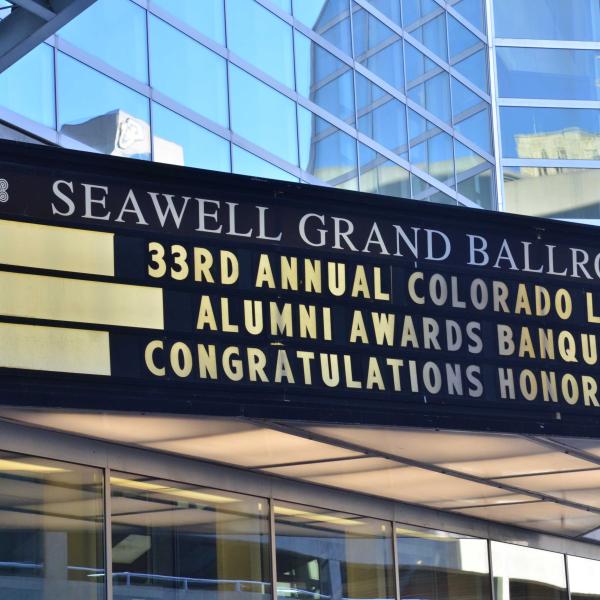 SEAWELL GRAND BALLRO
33RD ANNUAL COLORADO L
ALUMNI AWARDS BANQU
CONGRATULATIONS HONOR